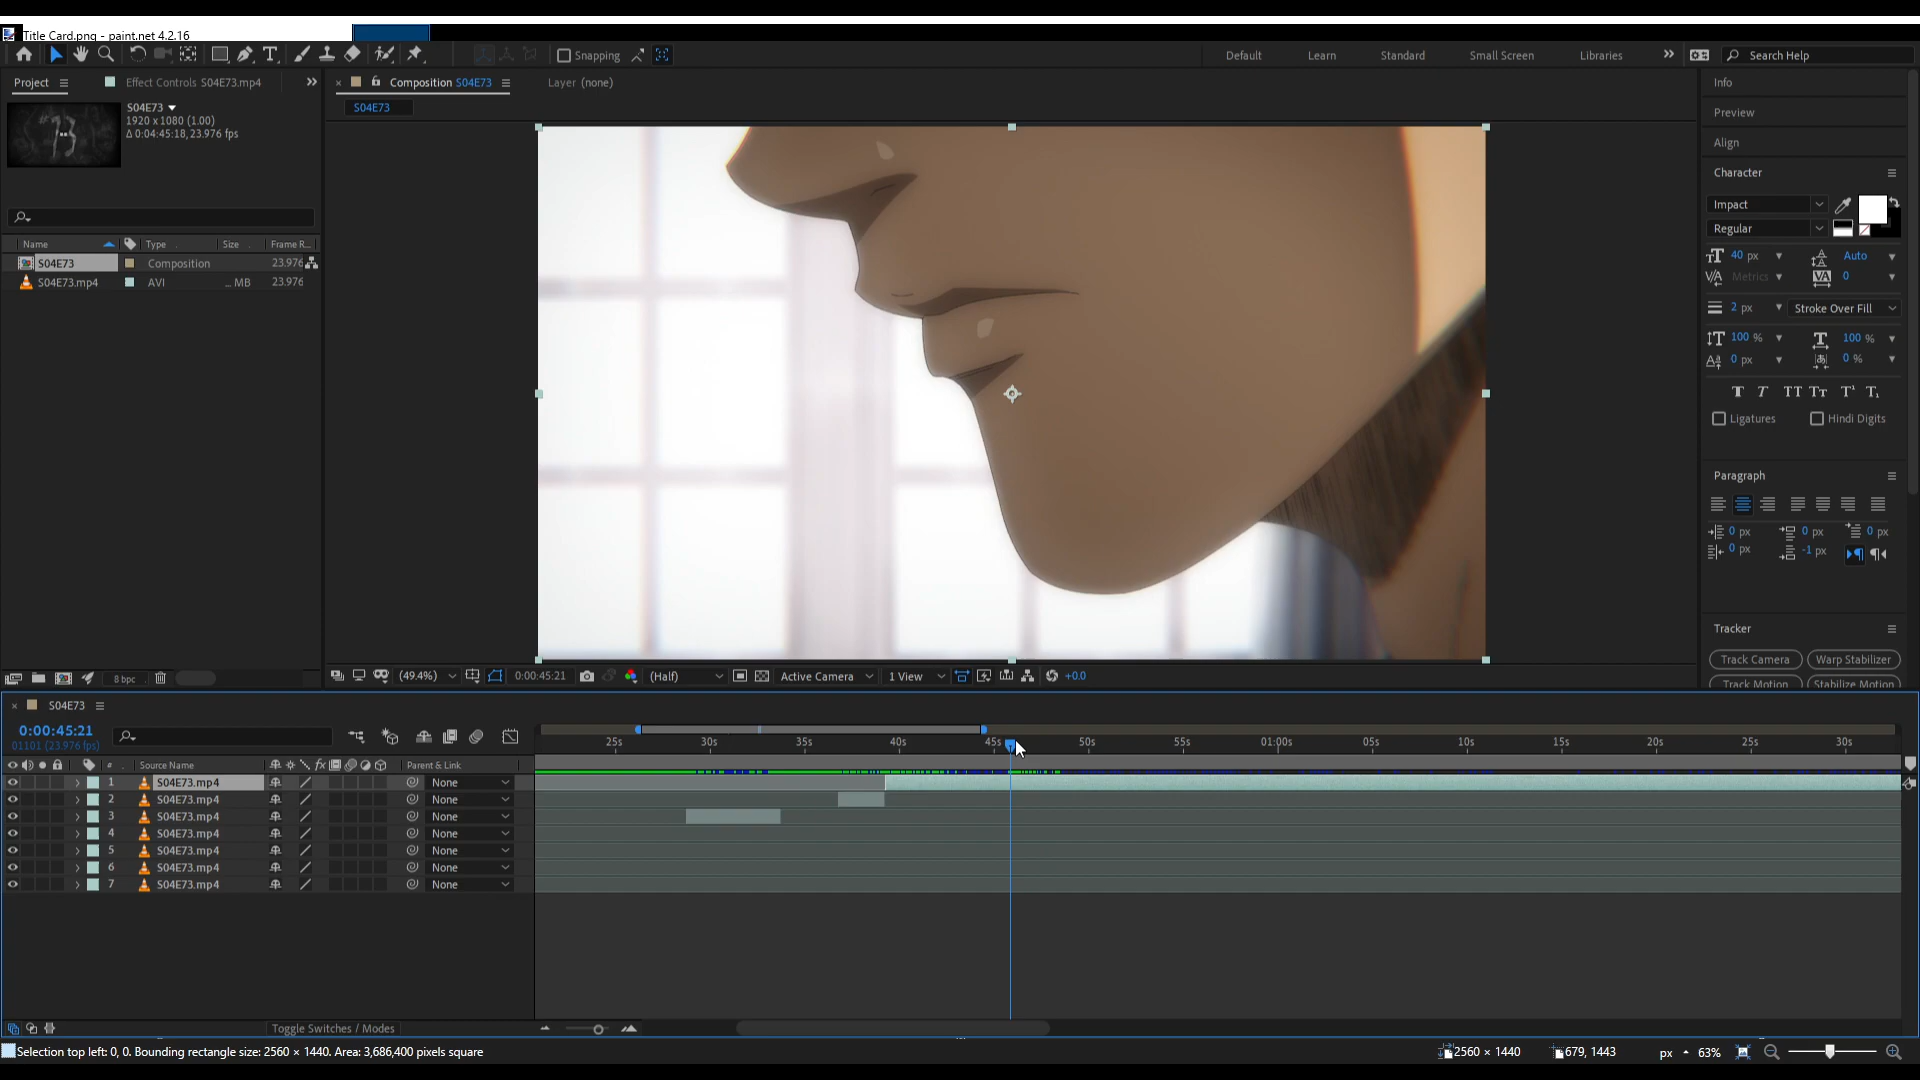 Title Card.png - paint.net 4.2.16
Snapping
Default
Learn
Standard
Small Screen
Libraries
Search Help
Project
Effect Controls S04E73.mp4
Composition S04E73
Layer (none)
S04E73
S04E73
1920 x 1080 (1.00)
Δ 0:04:45:18, 23.976 fps
#73
Name
Type
Size
Frame R...
S04E73
Composition
23.976
S04E73.mp4
AVI
... MB
23.976
8 bpc
(49.4%)
0:00:45:21
(Half)
Active Camera
1 View
+0.0
Info
Preview
Align
Character
Impact
Regular
40 px
Auto
Metrics
0
2 px
Stroke Over Fill
100 %
100 %
0 px
0 %
T T TT Tт T¹ T₁
Ligatures
Hindi Digits
Paragraph
0 px
0 px
0 px
0 px
-1 px
Tracker
Track Camera
Warp Stabilizer
Track Motion
Stabilize Motion
S04E73
0:00:45:21
01101 (23.976 fps)
25s
30s
35s
40s
45s
50s
55s
01:00s
05s
10s
15s
20s
25s
30s
#
Source Name
fx
Parent & Link
1
S04E73.mp4
None
2
S04E73.mp4
None
3
S04E73.mp4
None
4
S04E73.mp4
None
5
S04E73.mp4
None
6
S04E73.mp4
None
7
S04E73.mp4
None
Toggle Switches / Modes
Selection top left: 0, 0. Bounding rectangle size: 2560 × 1440. Area: 3,686,400 pixels square
2560 × 1440
679, 1443
px
63%